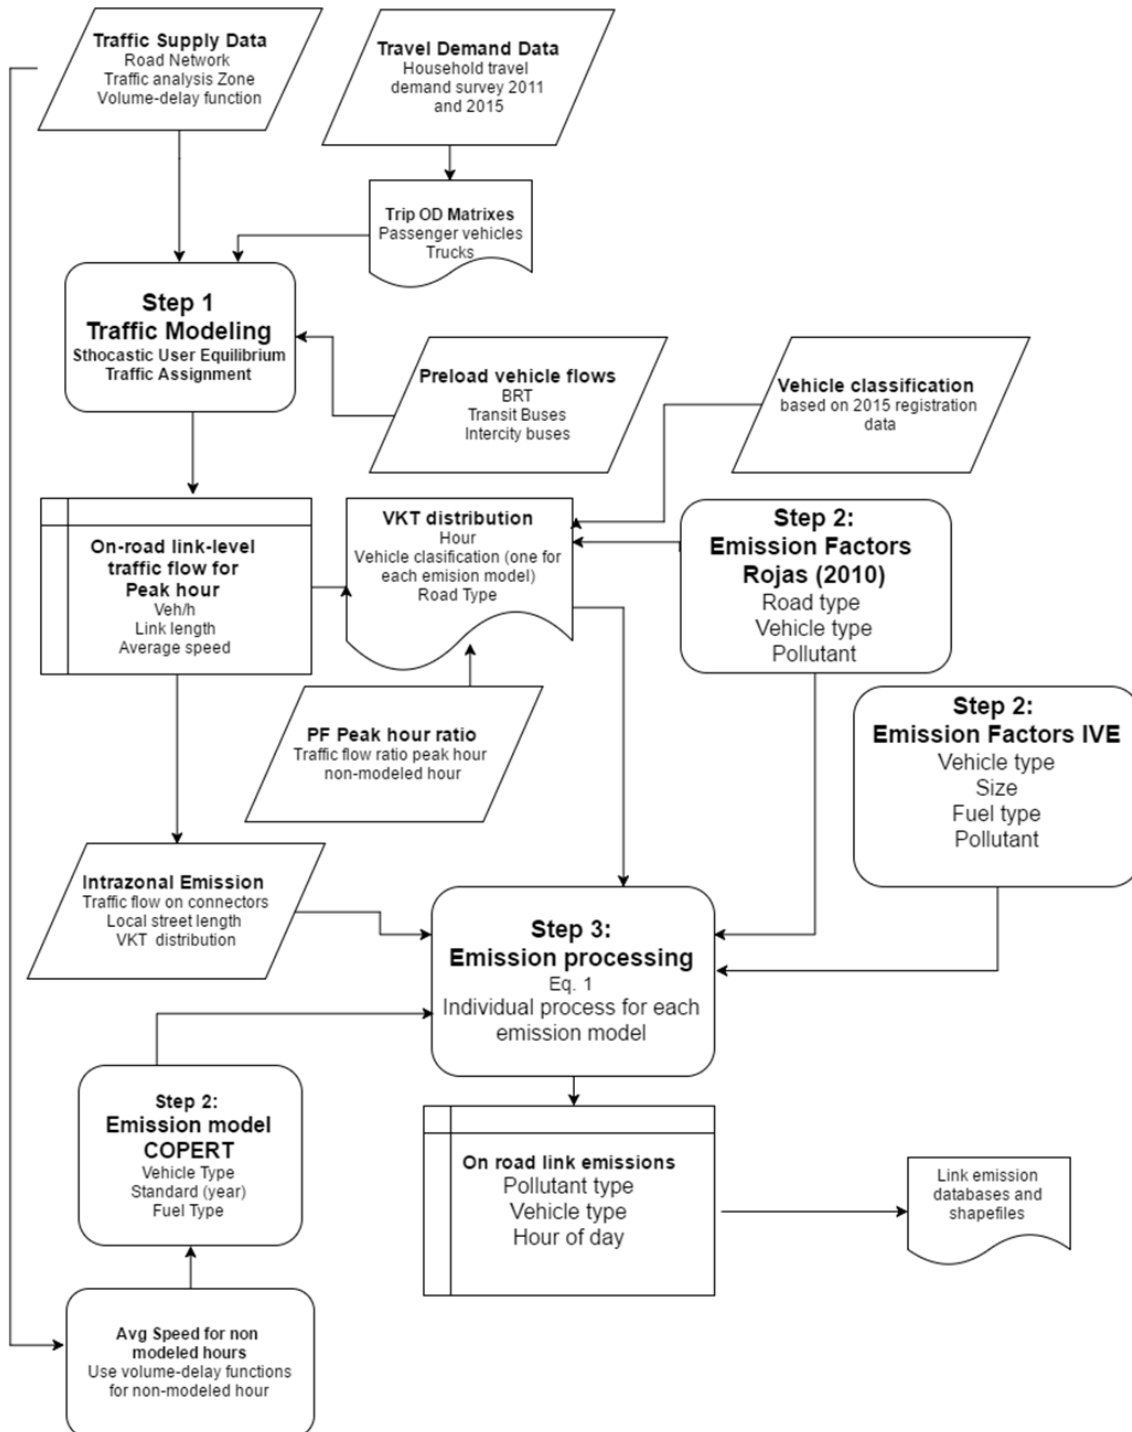 Traffic Supply Data
Road Network
Traffic analysis Zone
Volume-delay function
Travel Demand Data
Household travel
demand survey 2011
and 2015
Trip OD Matrixes
Passenger vehicles
Trucks
Step 1
Traffic Modeling
Sthocastic User Equilibrium
Traffic Assignment
Preload vehicle flows
BRT
Transit Buses
Intercity buses
Vehicle classification
based on 2015 registration
data
On-road link-level
traffic flow for
Peak hour
Veh/h
Link length
Average speed
VKT distribution
Hour
Vehicle clasification (one for
each emision model)
Road Type
Step 2:
Emission Factors
Rojas (2010)
Road type
Vehicle type
Pollutant
PF Peak hour ratio
Traffic flow ratio peak hour
non-modeled hour
Step 2:
Emission Factors IVE
Vehicle type
Size
Fuel type
Pollutant
Intrazonal Emission
Traffic flow on connectors
Local street length
VKT distribution
Step 3:
Emission processing
Eq. 1
Individual process for each
emission model
Step 2:
Emission model
COPERT
Vehicle Type
Standard (year)
Fuel Type
On road link emissions
Pollutant type
Vehicle type
Hour of day
Link emission
databases and
shapefiles
Avg Speed for non
modeled hours
Use volume-delay functions
for non-modeled hour